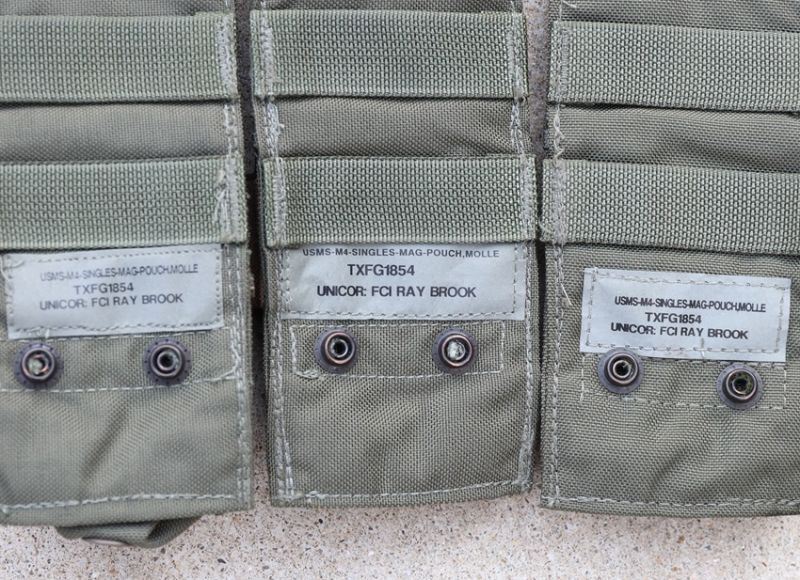 USMS-M4-SINGLES-MAG-POUCH,MOLLE
TXFG1854
UNICOR: FCI RAY BROOK
USMS-M4-SINGLES-MAG-POUCH,MOLLE
TXFG1854
UNICOR: FCI RAY BROOK
USMS-M4-SINGLES-MAG-POUCH,MOLLE
TXFG1854
UNICOR: FCI RAY BROOK